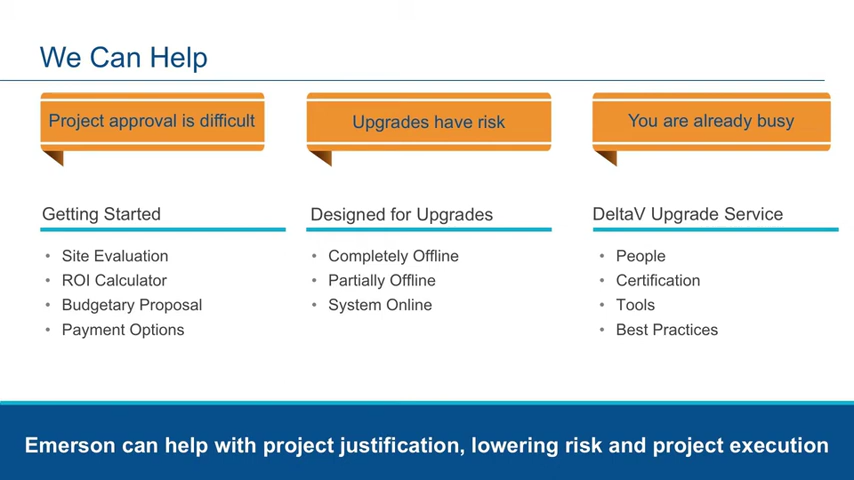 We Can Help
Project approval is difficult
Upgrades have risk
You are already busy
Getting Started
• Site Evaluation
• ROI Calculator
• Budgetary Proposal
• Payment Options
Designed for Upgrades
• Completely Offline
• Partially Offline
• System Online
DeltaV Upgrade Service
• People
• Certification
• Tools
• Best Practices
Emerson can help with project justification, lowering risk and project execution